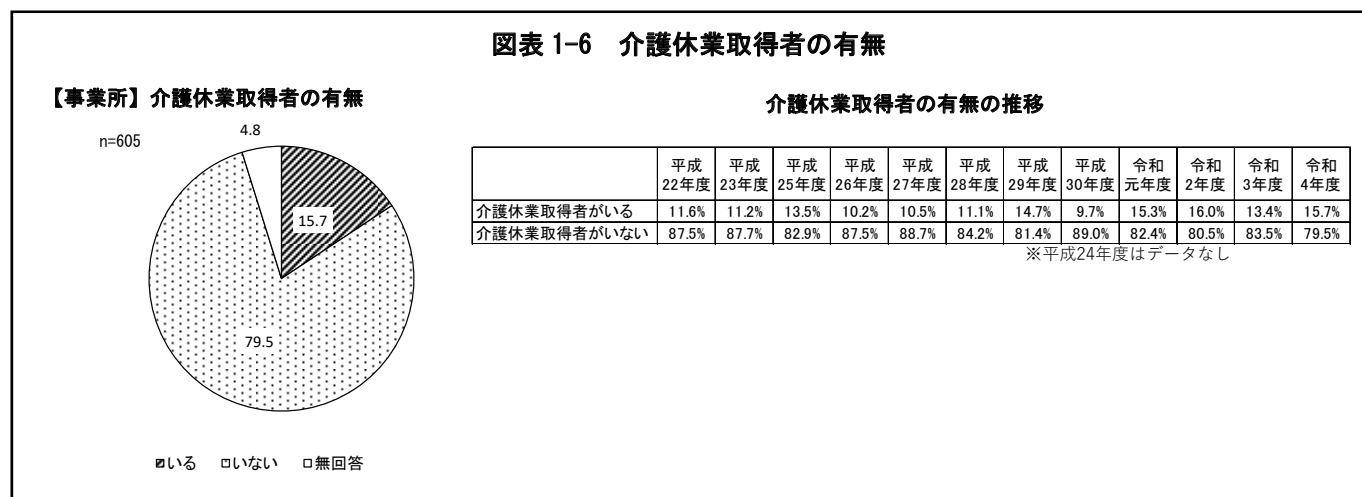 図表 1-6 介護休業取得者の有無
【事業所】介護休業取得者の有無
n=605
4.8
15.7
79.5
いる いない 無回答
介護休業取得者の有無の推移
平成 平成 平成 平成 平成 平成 平成 平成 令和 令和 令和 令和
22年度 23年度 25年度 26年度 27年度 28年度 29年度 30年度 元年度 2年度 3年度 4年度
介護休業取得者がいる 11.6% 11.2% 13.5% 10.2% 10.5% 11.1% 14.7% 9.7% 15.3% 16.0% 13.4% 15.7%
介護休業取得者がいない 87.5% 87.7% 82.9% 87.5% 88.7% 84.2% 81.4% 89.0% 82.4% 80.5% 83.5% 79.5%
※平成24年度はデータなし